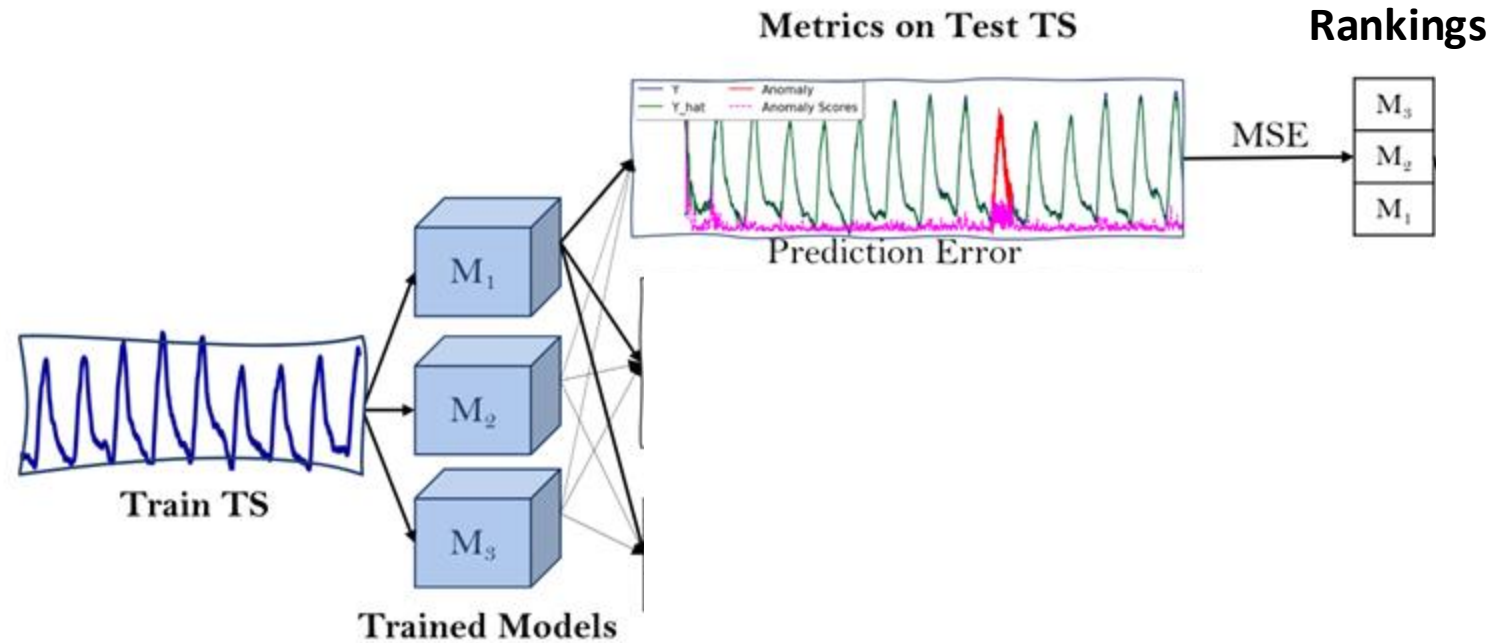 Metrics on Test TS
Rankings
Y
Anomaly
Y_hat
Anomaly Scores
MSE
M₃
M₂
M₁
Prediction Error
M₁
M₂
M₃
Train TS
Trained Models